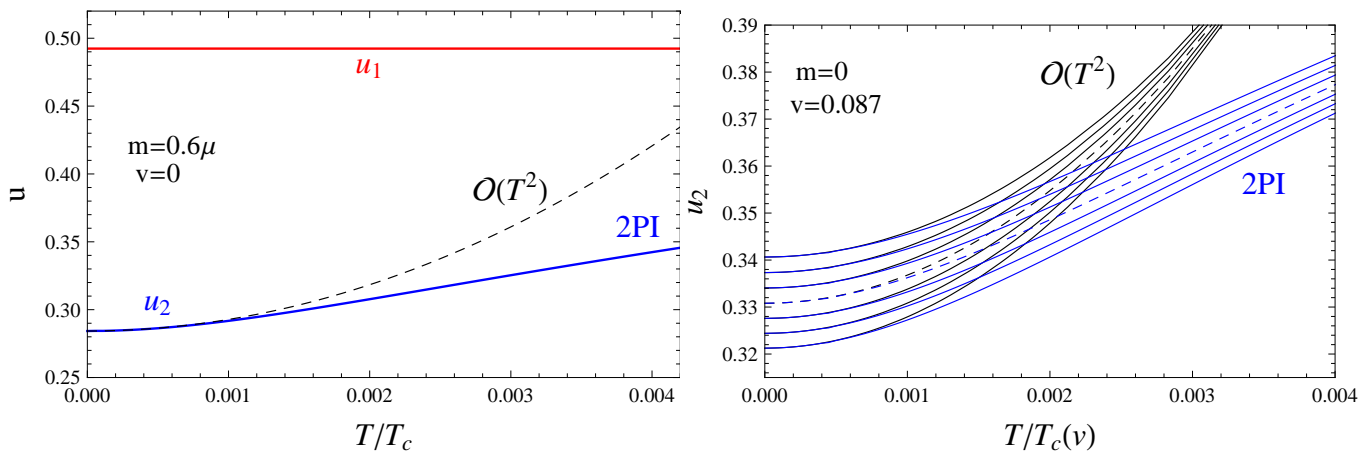 0.50
0.45
0.40
0.35
0.30
0.25
u
u₁
m=0.6μ
v=0
𝒪(T²)
2PI
u₂
0.000
0.001
0.002
0.003
0.004
T/T_c
0.39
0.38
0.37
0.36
0.35
0.34
0.33
0.32
u₂
m=0
v=0.087
𝒪(T²)
2PI
0.000
0.001
0.002
0.003
0.004
T/T_c(v)